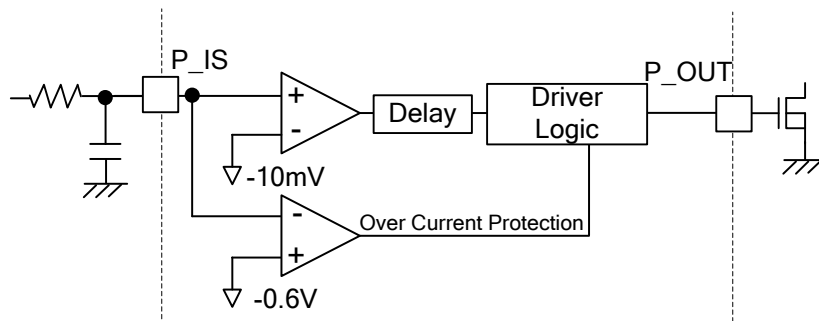 P_IS
P_OUT
+
-
Delay
Driver
Logic
-10mV
-
+
Over Current Protection
-0.6V